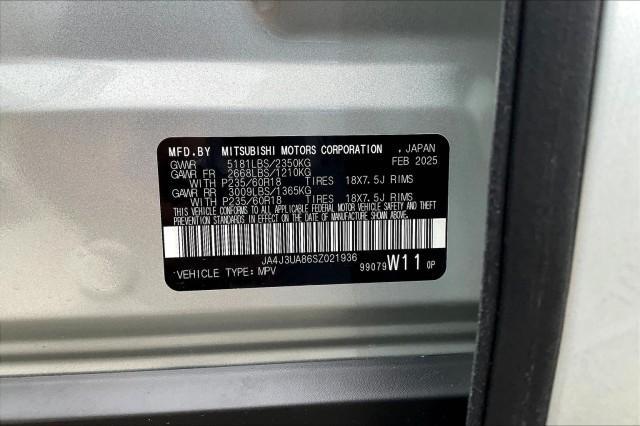 MFD.BY MITSUBISHI MOTORS CORPORATION , JAPAN
GVWR 5181LBS/2350KG FEB 2025
GAWR FR 2668LBS/1210KG
WITH P235/60R18 TIRES 18X7.5J RIMS
GAWR RR 3009LBS/1365KG
WITH P235/60R18 TIRES 18X7.5J RIMS
THIS VEHICLE CONFORMS TO ALL APPLICABLE FEDERAL MOTOR VEHICLE SAFETY AND THEFT
PREVENTION STANDARDS IN EFFECT ON THE DATE OF MANUFACTURE SHOWN ABOVE.
JA4J3UA86SZ021936
VEHICLE TYPE: MPV 99079 W11 0P